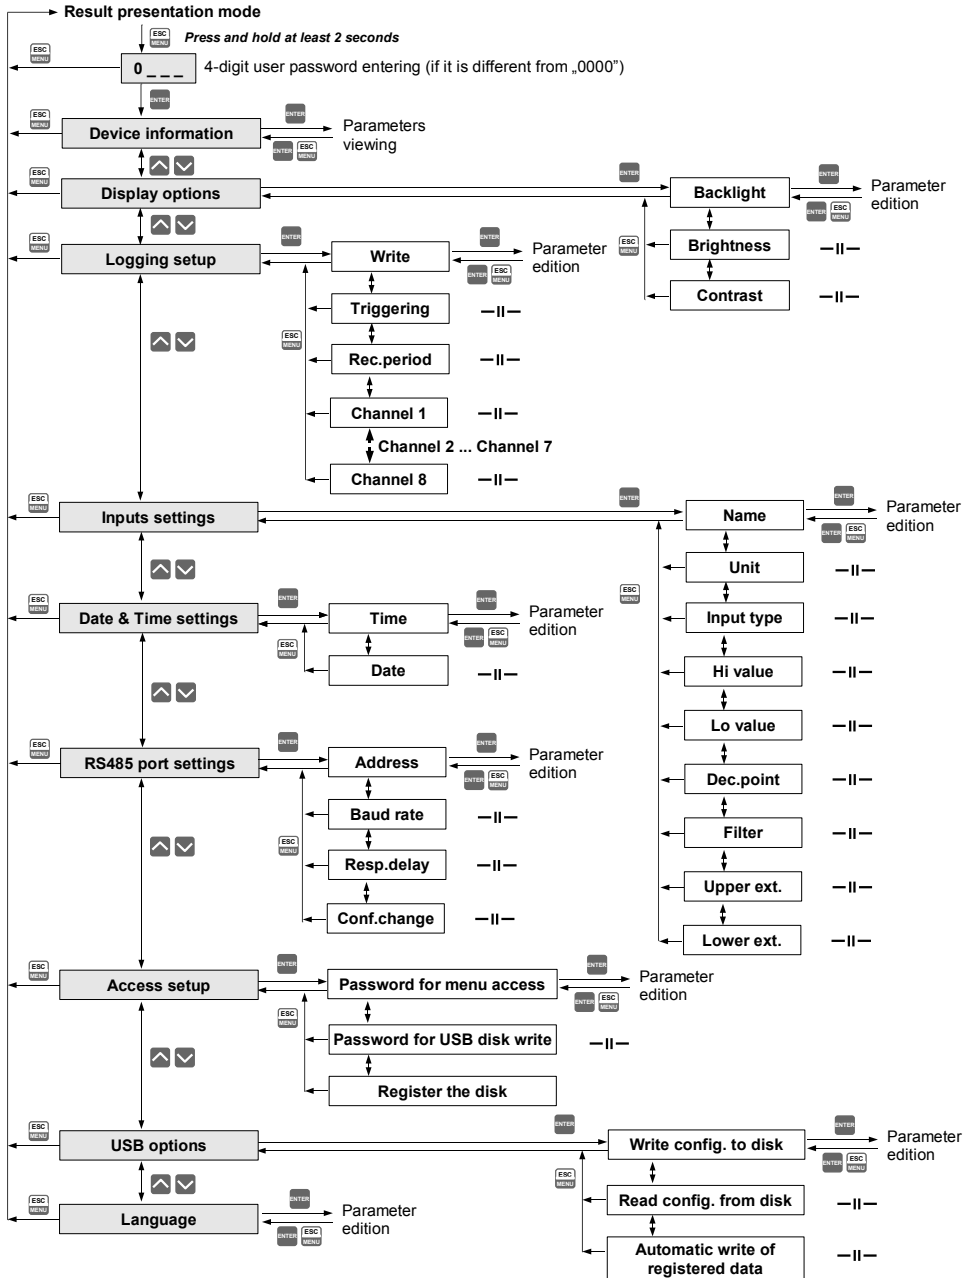 Result presentation mode
ESC
MENU
Press and hold at least 2 seconds
ESC
MENU
0 _ _ _
4-digit user password entering (if it is different from „0000”)
ENTER
ESC
MENU
Device information
ENTER
ENTER
ESC
MENU
Parameters
viewing
ESC
MENU
Display options
ENTER
Backlight
ENTER
ENTER
ESC
MENU
Parameter
edition
ESC
MENU
Brightness
—II—
Contrast
—II—
ESC
MENU
Logging setup
ENTER
Write
ENTER
ENTER
ESC
MENU
Parameter
edition
Triggering
—II—
ESC
MENU
Rec.period
—II—
Channel 1
—II—
Channel 2 ... Channel 7
Channel 8
—II—
ESC
MENU
Inputs settings
ENTER
Name
ENTER
ENTER
ESC
MENU
Parameter
edition
Unit
—II—
ESC
MENU
Input type
—II—
Hi value
—II—
Lo value
—II—
Dec.point
—II—
Filter
—II—
Upper ext.
—II—
Lower ext.
—II—
ESC
MENU
Date & Time settings
ENTER
Time
ENTER
ENTER
ESC
MENU
Parameter
edition
ESC
MENU
Date
—II—
ESC
MENU
RS485 port settings
ENTER
Address
ENTER
ENTER
ESC
MENU
Parameter
edition
Baud rate
—II—
ESC
MENU
Resp.delay
—II—
Conf.change
—II—
ESC
MENU
Access setup
ENTER
Password for menu access
ENTER
ENTER
ESC
MENU
Parameter
edition
ESC
MENU
Password for USB disk write
—II—
Register the disk
ESC
MENU
USB options
ENTER
Write config. to disk
ENTER
ENTER
ESC
MENU
Parameter
edition
ESC
MENU
Read config. from disk
—II—
Automatic write of
registered data
—II—
ESC
MENU
Language
ENTER
ENTER
ESC
MENU
Parameter
edition